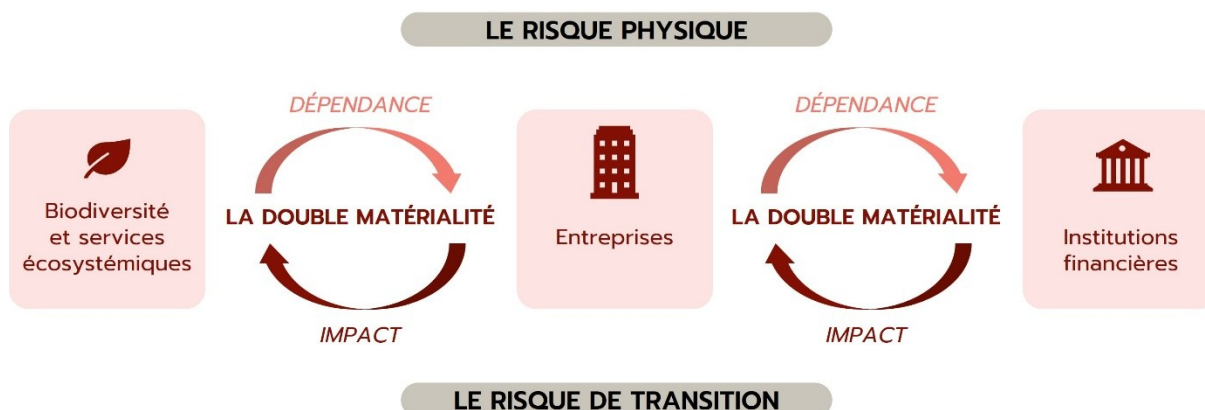 LE RISQUE PHYSIQUE
DÉPENDANCE
DÉPENDANCE
Biodiversité
et services
écosystémiques
LA DOUBLE MATÉRIALITÉ
Entreprises
LA DOUBLE MATÉRIALITÉ
Institutions
financières
IMPACT
IMPACT
LE RISQUE DE TRANSITION